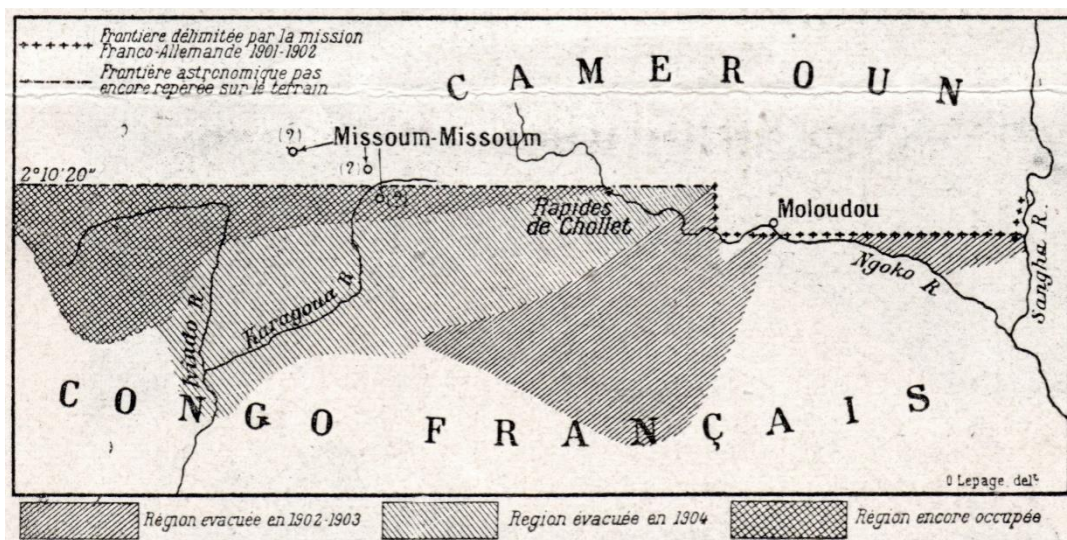 Frontière délimitée par la mission
Franco-Allemande 1901-1902
Frontière astronomique pas
encore repérée sur le terrain
CAMEROUN
(?)
Missoum-Missoum
(?)
2°10'20"
(?)
Rapides
de Chollet
Moloudou
Ngoko R.
Sangha R.
Ivindo R.
Karagoua R.
CONGO FRANÇAIS
O Lepage, delt.
Région évacuée en 1902-1903
Region évacuée en 1904
Région encore occupée